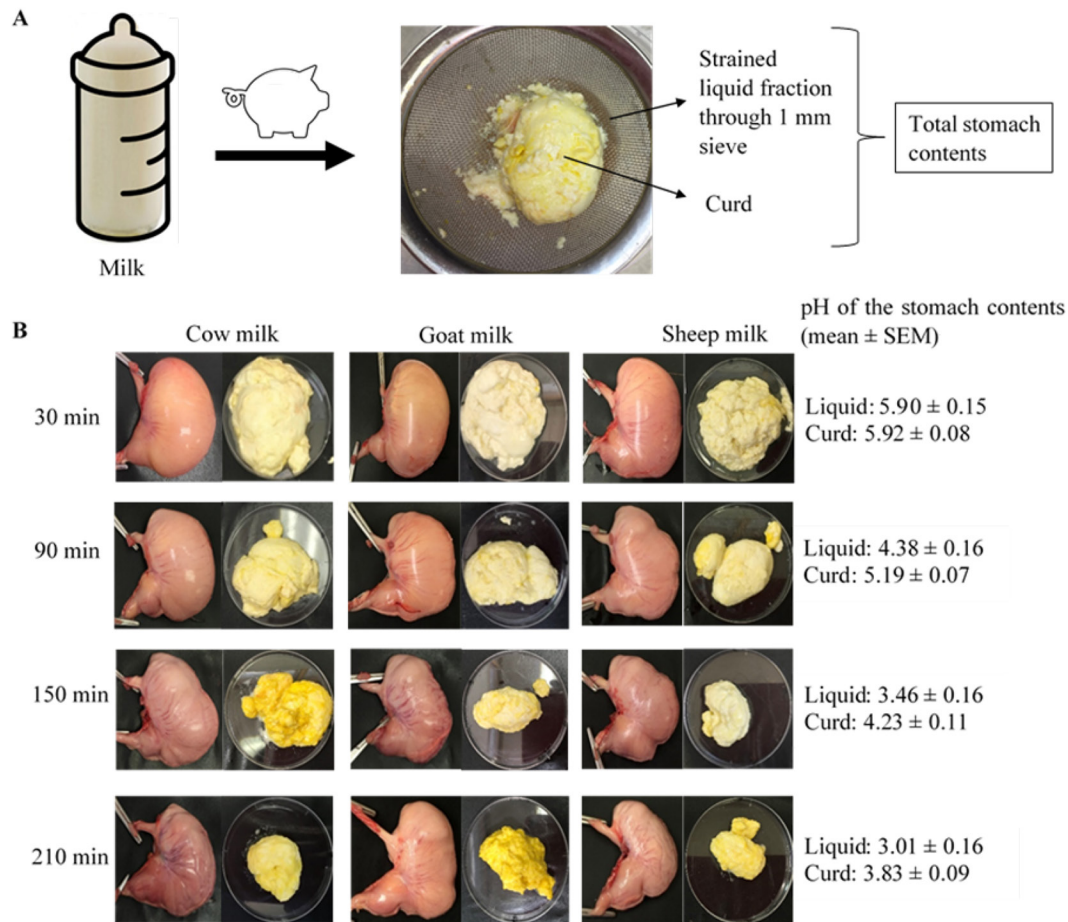 A
Milk
Strained
liquid fraction
through 1 mm
sieve
Curd
Total stomach
contents
B
Cow milk
Goat milk
Sheep milk
pH of the stomach contents
(mean ± SEM)
30 min
Liquid: 5.90 ± 0.15
Curd: 5.92 ± 0.08
90 min
Liquid: 4.38 ± 0.16
Curd: 5.19 ± 0.07
150 min
Liquid: 3.46 ± 0.16
Curd: 4.23 ± 0.11
210 min
Liquid: 3.01 ± 0.16
Curd: 3.83 ± 0.09